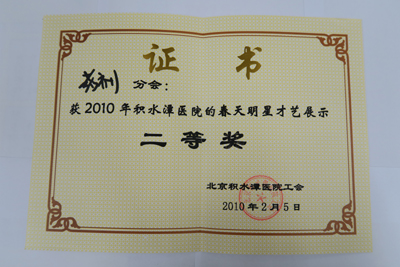 证 书
药剂 分会：
获2010年积水潭医院的春天明星才艺展示
二等奖
北京积水潭医院工会
2010年2月5日